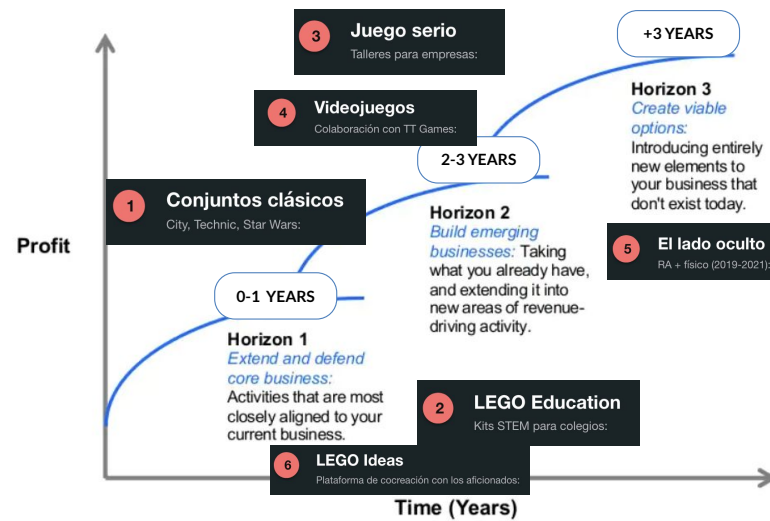 3 Juego serio
Talleres para empresas:
+3 YEARS
4 Videojuegos
Colaboración con TT Games:
Horizon 3
Create viable
options:
Introducing entirely
new elements to
your business that
don't exist today.
2-3 YEARS
1 Conjuntos clásicos
City, Technic, Star Wars:
Horizon 2
Build emerging
businesses: Taking
what you already have,
and extending it into
new areas of revenue-
driving activity.
Profit
5 El lado oculto
RA + físico (2019-2021):
0-1 YEARS
Horizon 1
Extend and defend
core business:
Activities that are most
closely aligned to your
current business.
2 LEGO Education
Kits STEM para colegios:
6 LEGO Ideas
Plataforma de cocreación con los aficionados:
Time (Years)